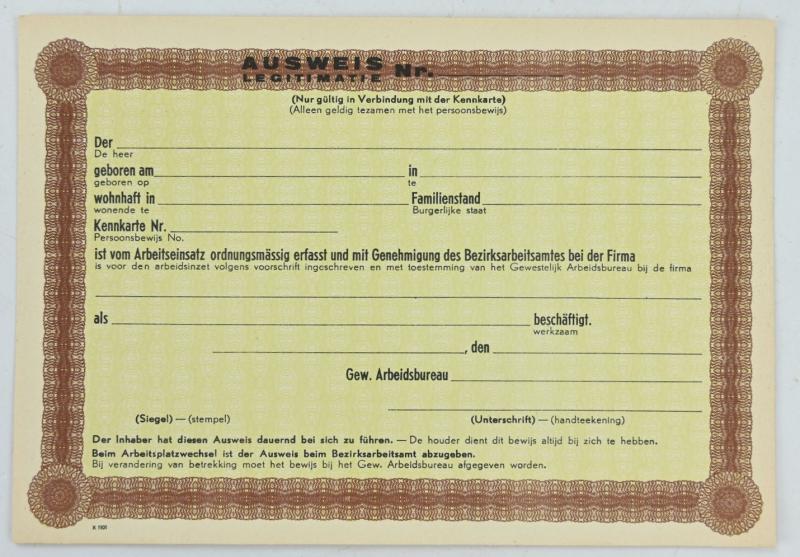 AUSWEIS
LEGITIMATIE Nr.
(Nur gültig in Verbindung mit der Kennkarte)
(Alleen geldig tezamen met het persoonsbewijs)
Der
De heer
geboren am in
geboren op te
wohnhaft in Familienstand
wonende te Burgerlijke staat
Kennkarte Nr.
Persoonsbewijs No.
ist vom Arbeitseinsatz ordnungsmässig erfasst und mit Genehmigung des Bezirksarbeitsamtes bei der Firma
is voor den arbeidsinzet volgens voorschrift ingeschreven en met toestemming van het Gewestelijk Arbeidsbureau bij de firma
als beschäftigt.
werkzaam
, den
Gew. Arbeidsbureau
(Siegel) — (stempel) (Unterschrift) — (handteekening)
Der Inhaber hat diesen Ausweis dauernd bei sich zu führen. — De houder dient dit bewijs altijd bij zich te hebben.
Beim Arbeitsplatzwechsel ist der Ausweis beim Bezirksarbeitsamt abzugeben.
Bij verandering van betrekking moet het bewijs bij het Gew. Arbeidsbureau afgegeven worden.
K 1101